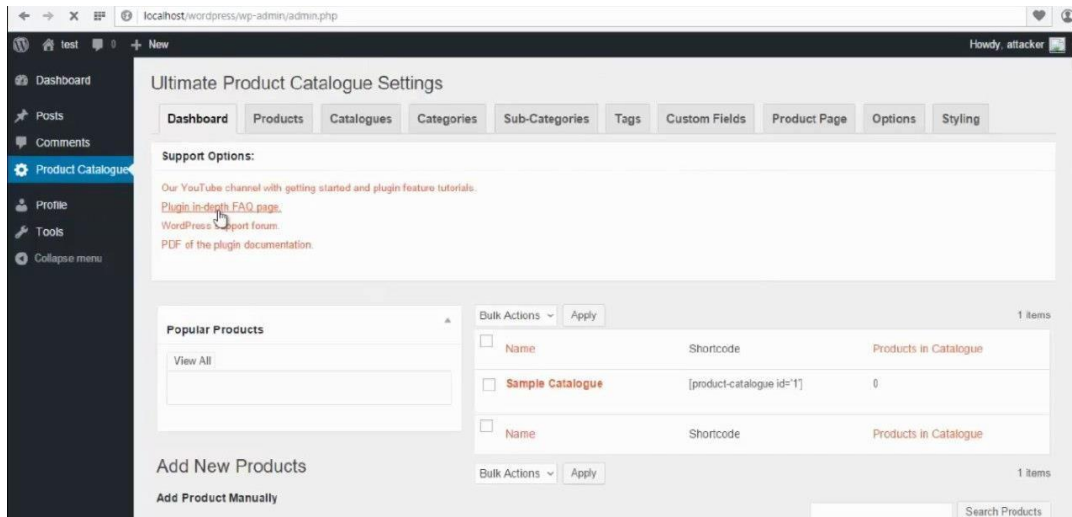 localhost/wordpress/wp-admin/admin.php
test 0 + New Howdy, attacker
Dashboard
Posts
Comments
Product Catalogue
Profile
Tools
Collapse menu
Ultimate Product Catalogue Settings
Dashboard Products Catalogues Categories Sub-Categories Tags Custom Fields Product Page Options Styling
Support Options:
Our YouTube channel with getting started and plugin feature tutorials.
Plugin in-depth FAQ page.
WordPress support forum.
PDF of the plugin documentation.
Popular Products
View All
Bulk Actions Apply 1 items
Name Shortcode Products in Catalogue
Sample Catalogue [product-catalogue id='1'] 0
Name Shortcode Products in Catalogue
Bulk Actions Apply 1 items
Add New Products
Add Product Manually
Search Products